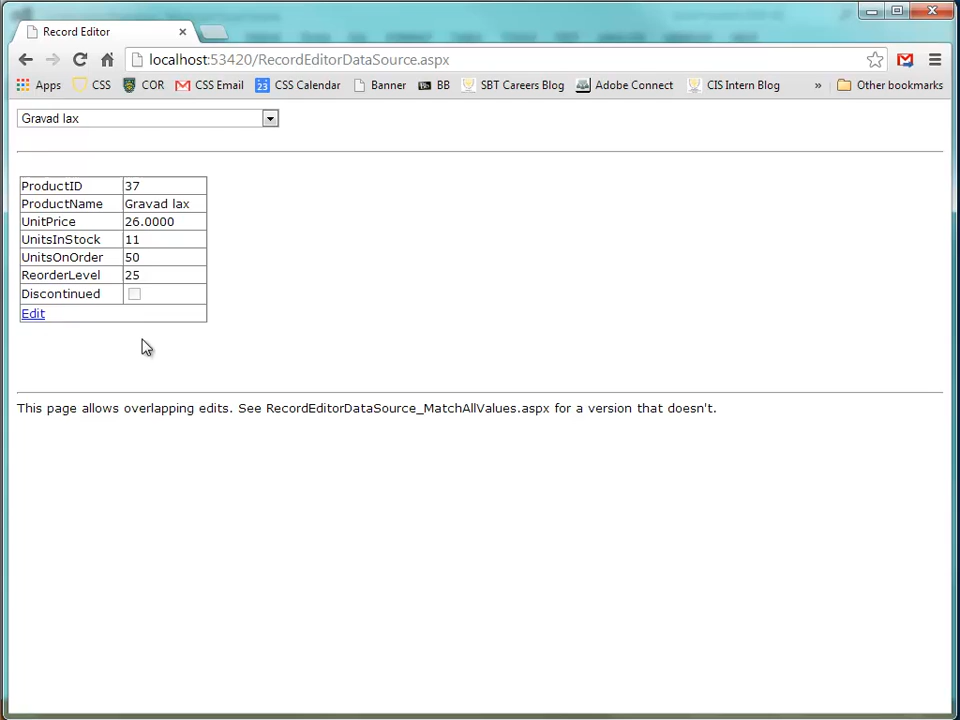 Record Editor
localhost:53420/RecordEditorDataSource.aspx
Apps CSS COR CSS Email 23 CSS Calendar Banner BB SBT Careers Blog Adobe Connect CIS Intern Blog » Other bookmarks
Gravad lax
ProductID 37
ProductName Gravad lax
UnitPrice 26.0000
UnitsInStock 11
UnitsOnOrder 50
ReorderLevel 25
Discontinued
Edit
This page allows overlapping edits. See RecordEditorDataSource_MatchAllValues.aspx for a version that doesn't.